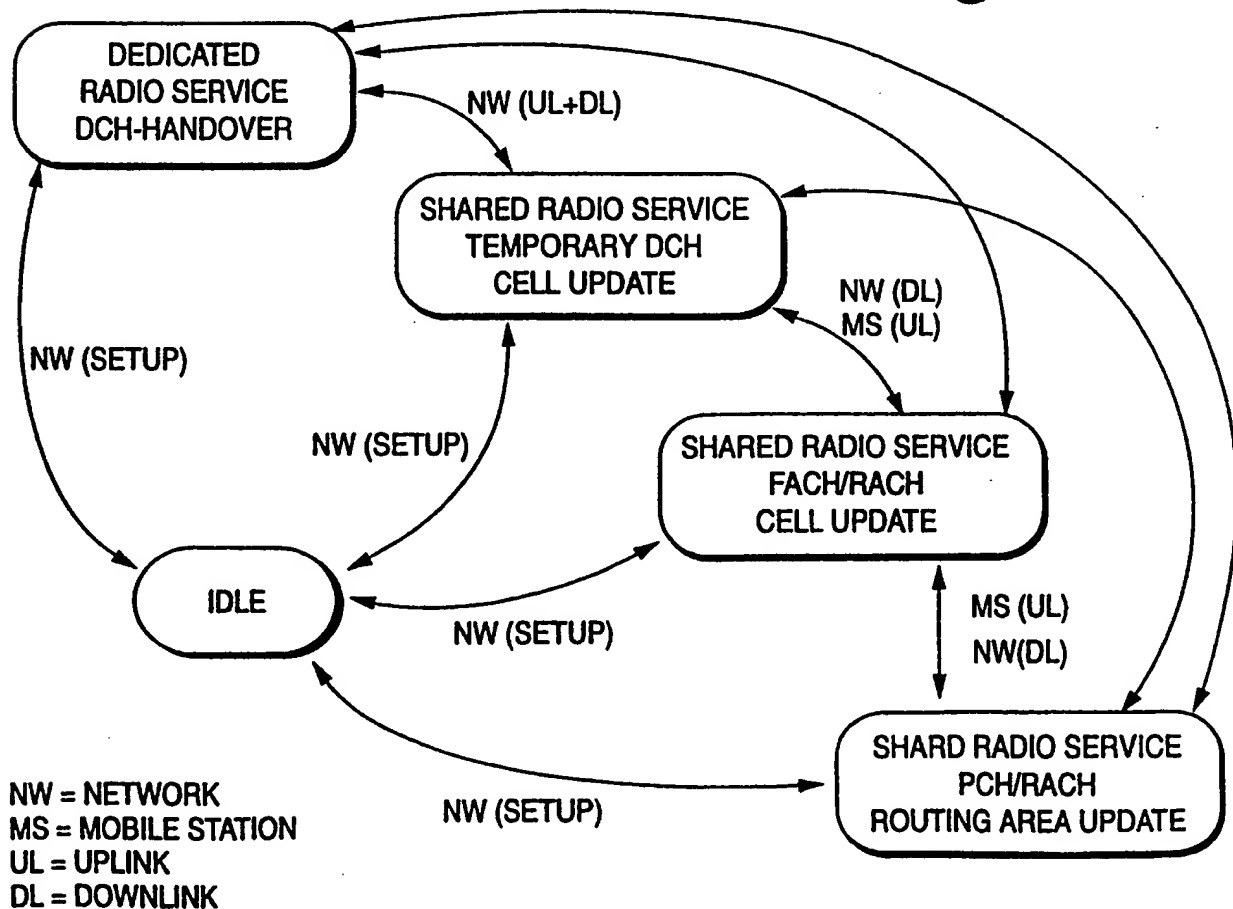 DEDICATED
RADIO SERVICE
DCH-HANDOVER
NW (UL+DL)
SHARED RADIO SERVICE
TEMPORARY DCH
CELL UPDATE
NW (DL)
MS (UL)
NW (SETUP)
NW (SETUP)
SHARED RADIO SERVICE
FACH/RACH
CELL UPDATE
IDLE
NW (SETUP)
MS (UL)
NW(DL)
SHARD RADIO SERVICE
PCH/RACH
ROUTING AREA UPDATE
NW (SETUP)
NW = NETWORK
MS = MOBILE STATION
UL = UPLINK
DL = DOWNLINK